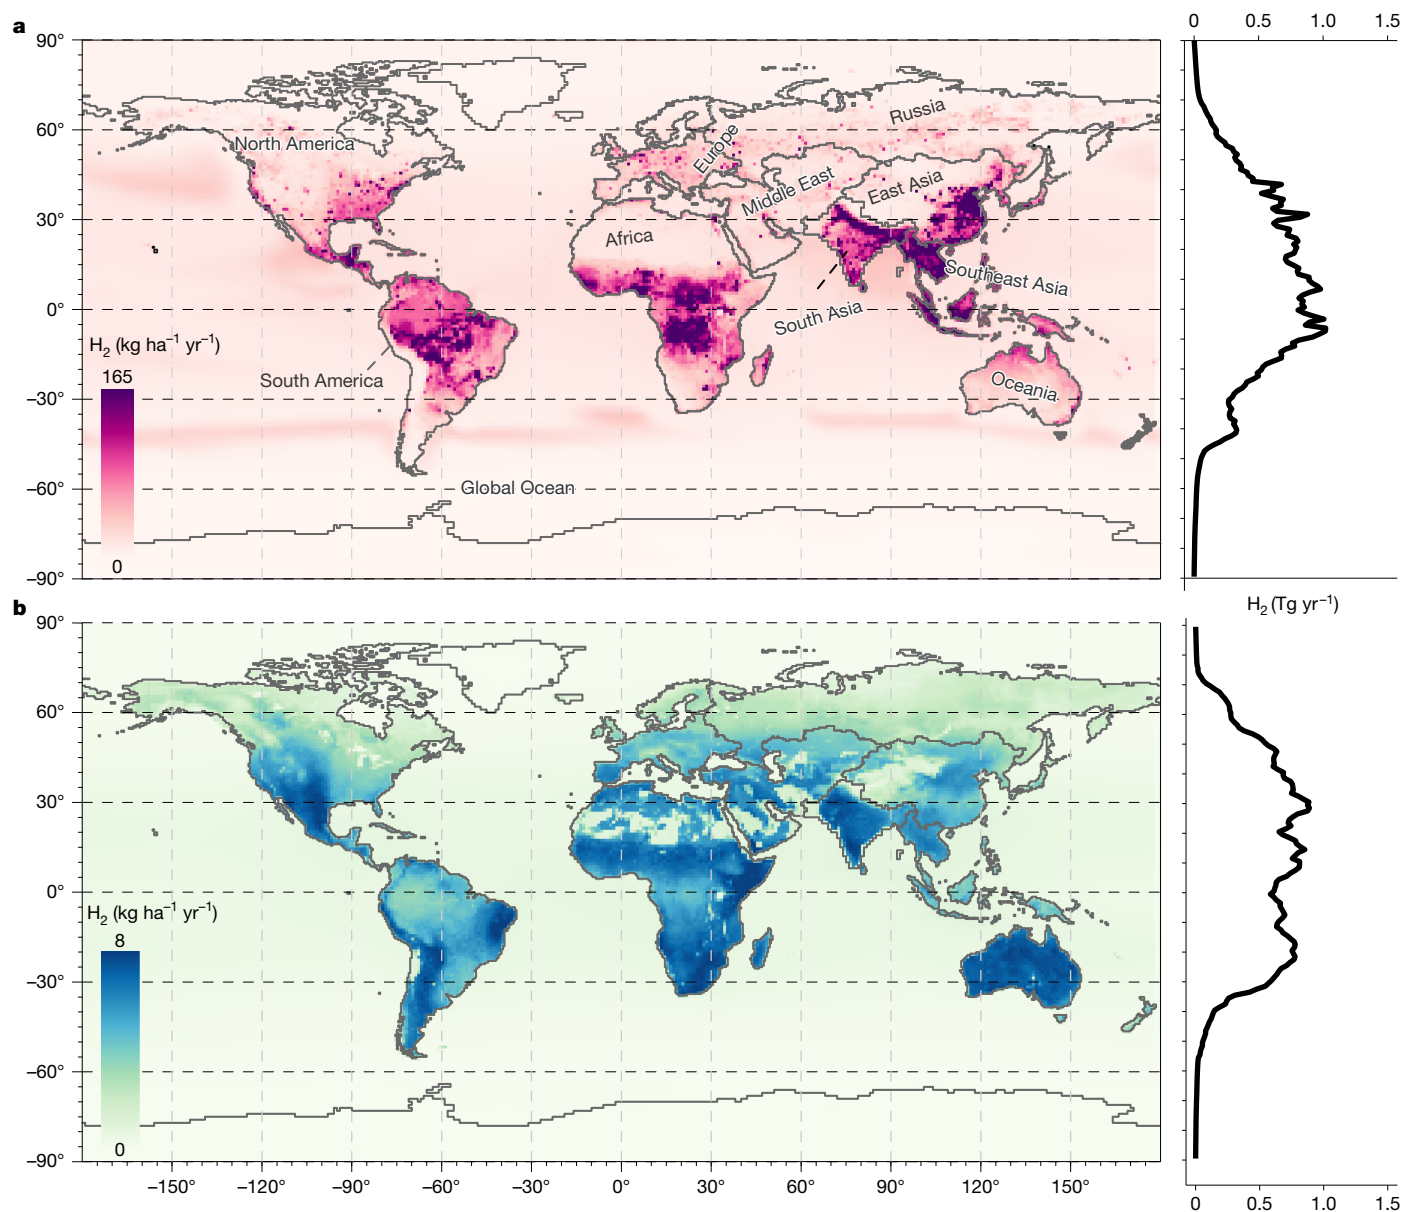 a
0 0.5 1.0 1.5
90°
60°
30°
0°
−30°
−60°
−90°
North America
Europe
Russia
Middle East
East Asia
Africa
Southeast Asia
South Asia
South America
Oceania
Global Ocean
H₂ (kg ha⁻¹ yr⁻¹)
165
0
H₂ (Tg yr⁻¹)
b
90°
60°
30°
0°
−30°
−60°
−90°
H₂ (kg ha⁻¹ yr⁻¹)
8
0
−150° −120° −90° −60° −30° 0° 30° 60° 90° 120° 150°
0 0.5 1.0 1.5